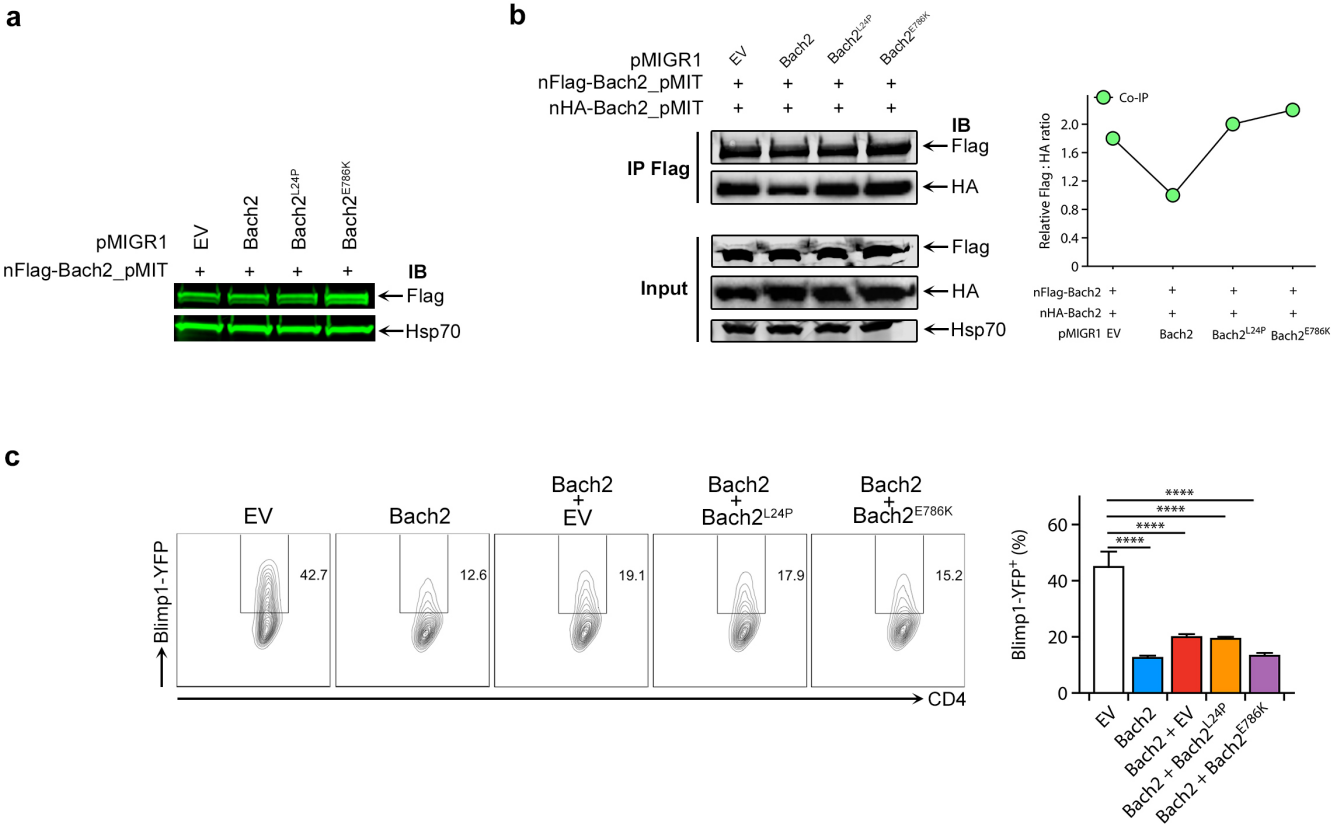 a
pMIGR1 EV Bach2 Bach2L24P Bach2E786K
nFlag-Bach2_pMIT + + + + IB
Flag
Hsp70
b
pMIGR1 EV Bach2 Bach2L24P Bach2E786K
nFlag-Bach2_pMIT + + + +
nHA-Bach2_pMIT + + + +
IB
IP Flag
Flag
HA
Input
Flag
HA
Hsp70
Co-IP
Relative Flag : HA ratio
2.0
1.6
1.2
0.8
0.4
0
nFlag-Bach2 + + + +
nHA-Bach2 + + + +
pMIGR1 EV Bach2 Bach2L24P Bach2E786K
c
EV
Bach2
Bach2
+
EV
Bach2
+
Bach2L24P
Bach2
+
Bach2E786K
Blimp1-YFP
42.7
12.6
19.1
17.9
15.2
CD4
****
****
****
****
Blimp1-YFP+ (%)
60
40
20
0
EV
Bach2
Bach2 + EV
Bach2 + Bach2L24P
Bach2 + Bach2E786K